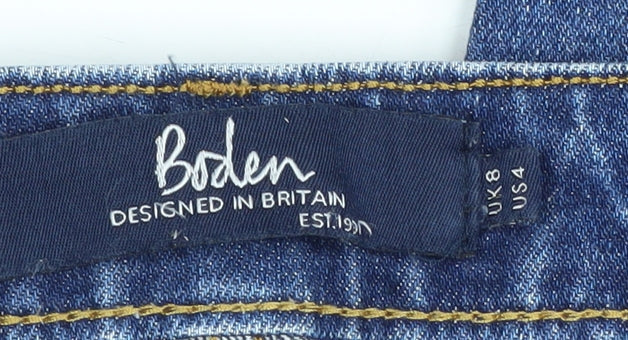 Boden
DESIGNED IN BRITAIN
EST.1991
UK 8
US 4